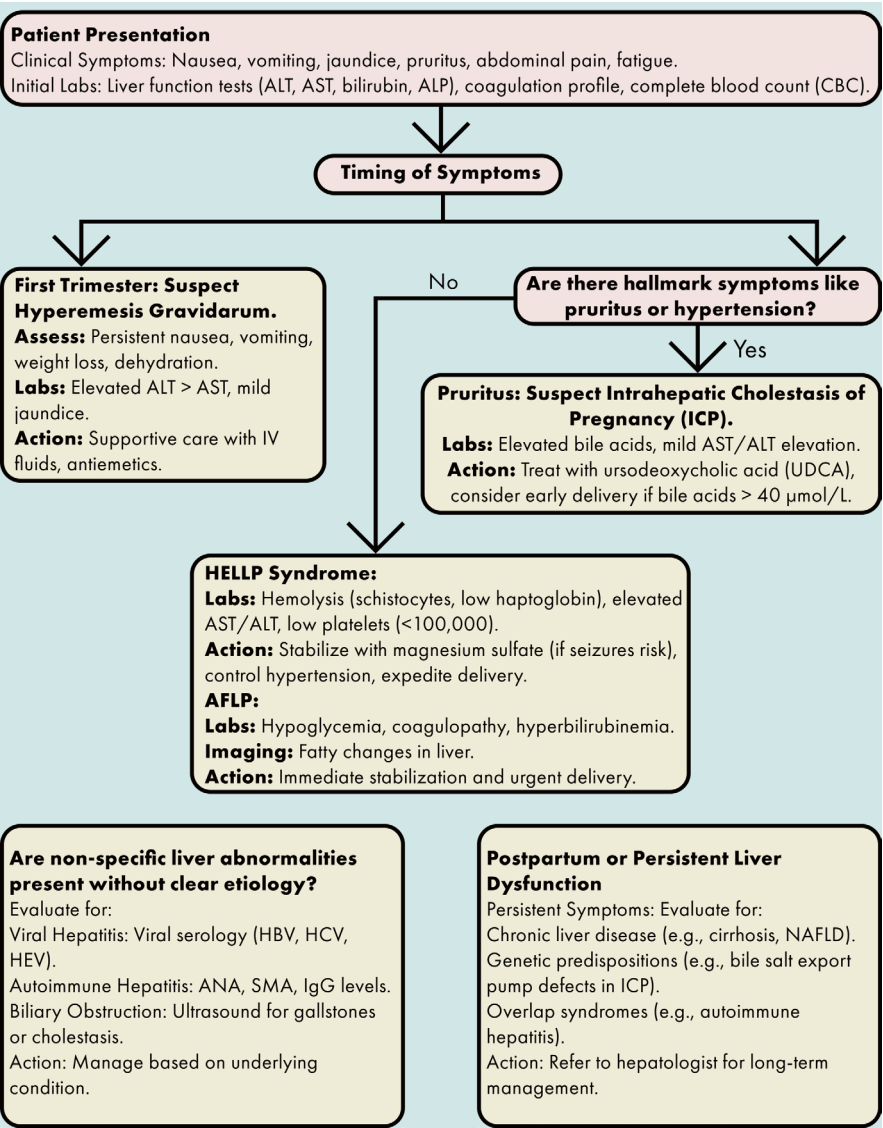 Patient Presentation
Clinical Symptoms: Nausea, vomiting, jaundice, pruritus, abdominal pain, fatigue.
Initial Labs: Liver function tests (ALT, AST, bilirubin, ALP), coagulation profile, complete blood count (CBC).
Timing of Symptoms
First Trimester: Suspect
Hyperemesis Gravidarum.
Assess: Persistent nausea, vomiting,
weight loss, dehydration.
Labs: Elevated ALT > AST, mild
jaundice.
Action: Supportive care with IV
fluids, antiemetics.
No
Are there hallmark symptoms like
pruritus or hypertension?
Yes
Pruritus: Suspect Intrahepatic Cholestasis of
Pregnancy (ICP).
Labs: Elevated bile acids, mild AST/ALT elevation.
Action: Treat with ursodeoxycholic acid (UDCA),
consider early delivery if bile acids > 40 µmol/L.
HELLP Syndrome:
Labs: Hemolysis (schistocytes, low haptoglobin), elevated
AST/ALT, low platelets (<100,000).
Action: Stabilize with magnesium sulfate (if seizures risk),
control hypertension, expedite delivery.
AFLP:
Labs: Hypoglycemia, coagulopathy, hyperbilirubinemia.
Imaging: Fatty changes in liver.
Action: Immediate stabilization and urgent delivery.
Are non-specific liver abnormalities
present without clear etiology?
Evaluate for:
Viral Hepatitis: Viral serology (HBV, HCV,
HEV).
Autoimmune Hepatitis: ANA, SMA, IgG levels.
Biliary Obstruction: Ultrasound for gallstones
or cholestasis.
Action: Manage based on underlying
condition.
Postpartum or Persistent Liver
Dysfunction
Persistent Symptoms: Evaluate for:
Chronic liver disease (e.g., cirrhosis, NAFLD).
Genetic predispositions (e.g., bile salt export
pump defects in ICP).
Overlap syndromes (e.g., autoimmune
hepatitis).
Action: Refer to hepatologist for long-term
management.